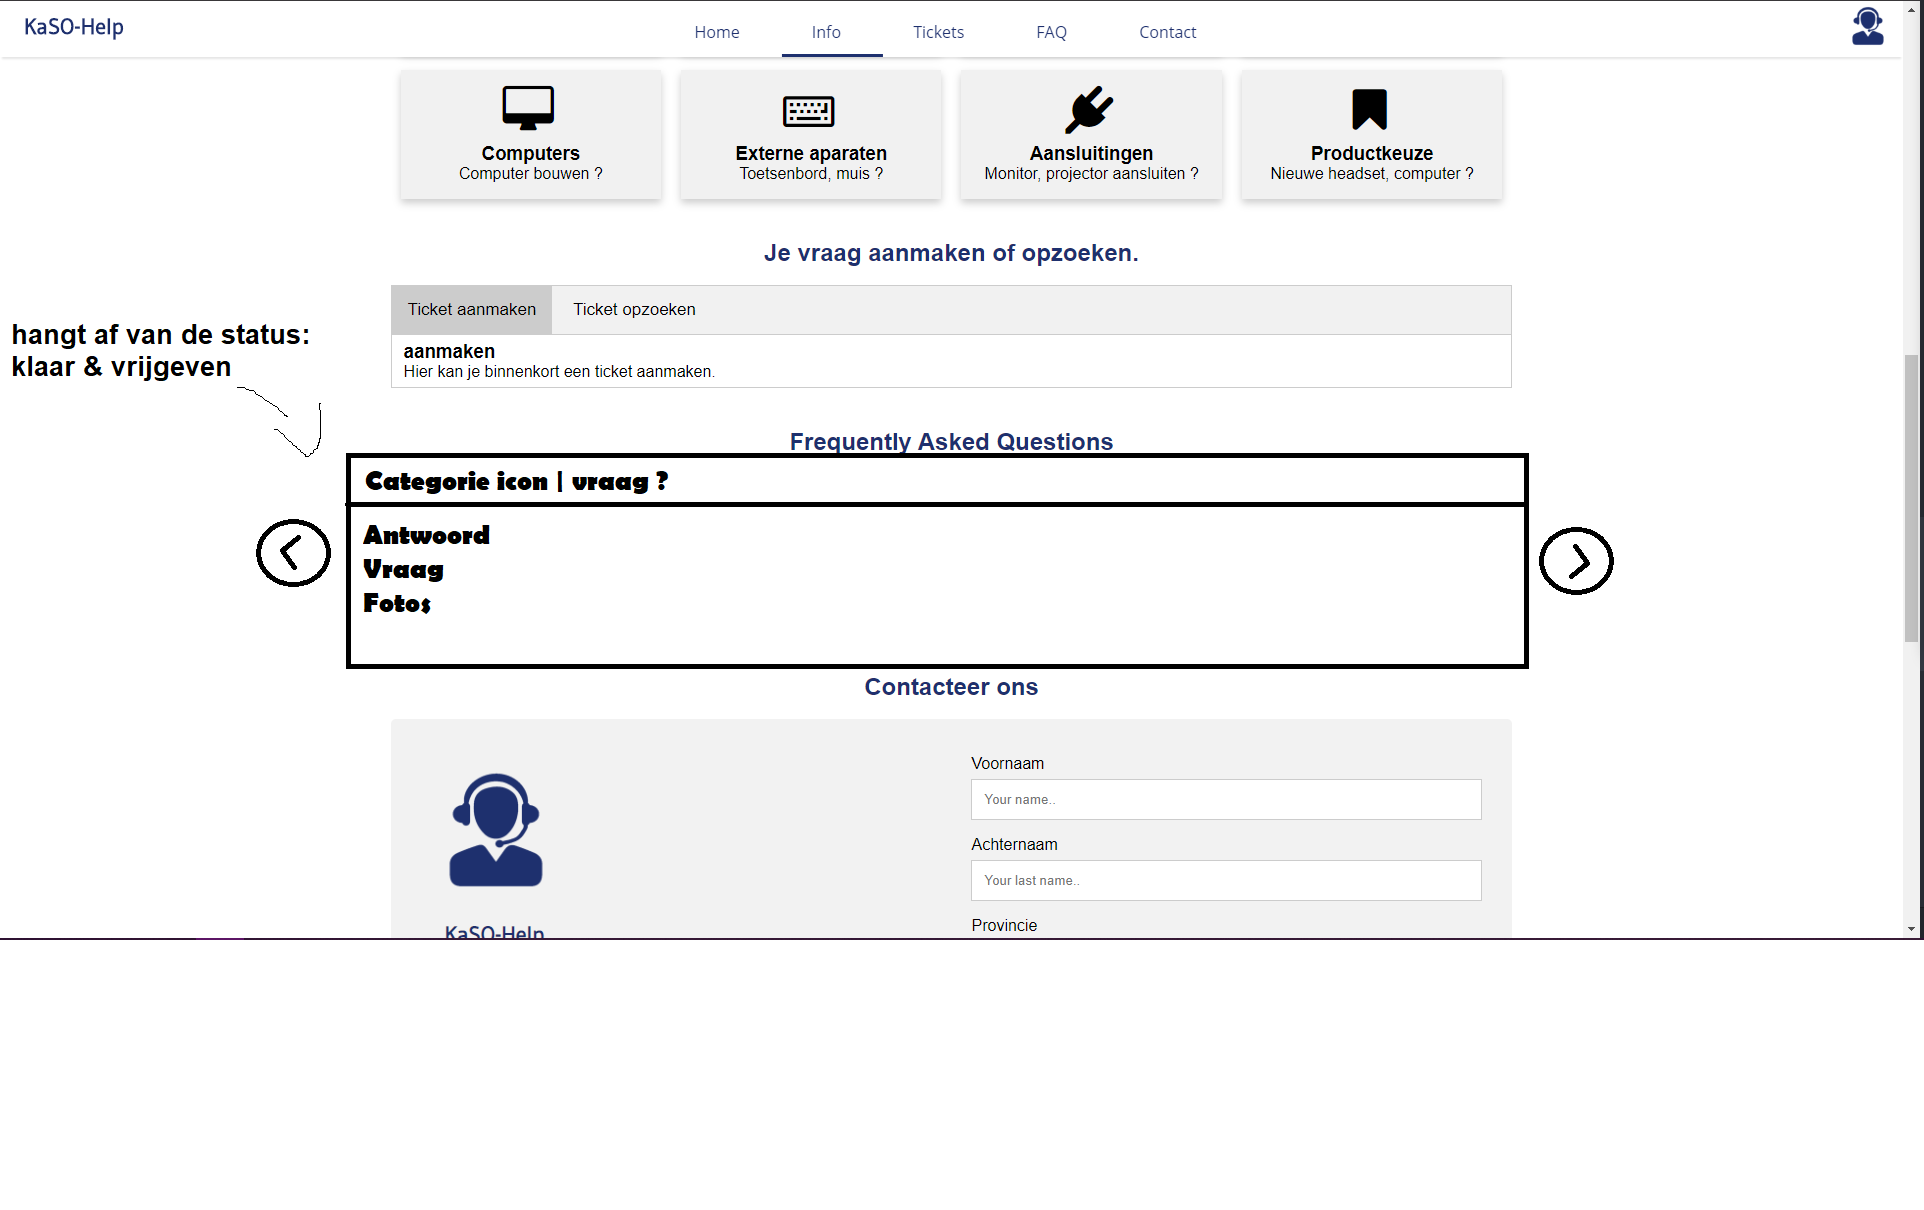 KaSO-Help
Home Info Tickets FAQ Contact
Computers
Computer bouwen ?
Externe aparaten
Toetsenbord, muis ?
Aansluitingen
Monitor, projector aansluiten ?
Productkeuze
Nieuwe headset, computer ?
Je vraag aanmaken of opzoeken.
Ticket aanmaken Ticket opzoeken
aanmaken
Hier kan je binnenkort een ticket aanmaken.
hangt af van de status:
klaar & vrijgeven
Frequently Asked Questions
Categorie icon | vraag ?
Antwoord
Vraag
Fotos
Contacteer ons
KaSO-Help
Voornaam
Your name..
Achternaam
Your last name..
Provincie